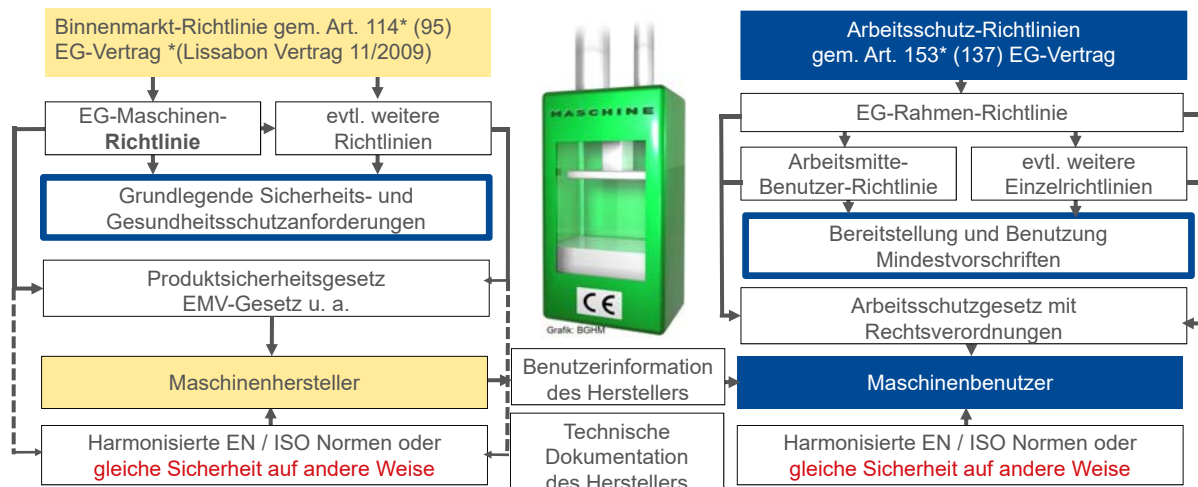 Binnenmarkt-Richtlinie gem. Art. 114* (95)
EG-Vertrag *(Lissabon Vertrag 11/2009)
EG-Maschinen-
Richtlinie
evtl. weitere
Richtlinien
Grundlegende Sicherheits- und
Gesundheitsschutzanforderungen
Produktsicherheitsgesetz
EMV-Gesetz u. a.
Maschinenhersteller
Harmonisierte EN / ISO Normen oder
gleiche Sicherheit auf andere Weise
MASCHINE
CE
Grafik: BGHM
Benutzerinformation
des Herstellers
Technische
Dokumentation
des Herstellers
Arbeitsschutz-Richtlinien
gem. Art. 153* (137) EG-Vertrag
EG-Rahmen-Richtlinie
Arbeitsmitte-
Benutzer-Richtlinie
evtl. weitere
Einzelrichtlinien
Bereitstellung und Benutzung
Mindestvorschriften
Arbeitsschutzgesetz mit
Rechtsverordnungen
Maschinenbenutzer
Harmonisierte EN / ISO Normen oder
gleiche Sicherheit auf andere Weise